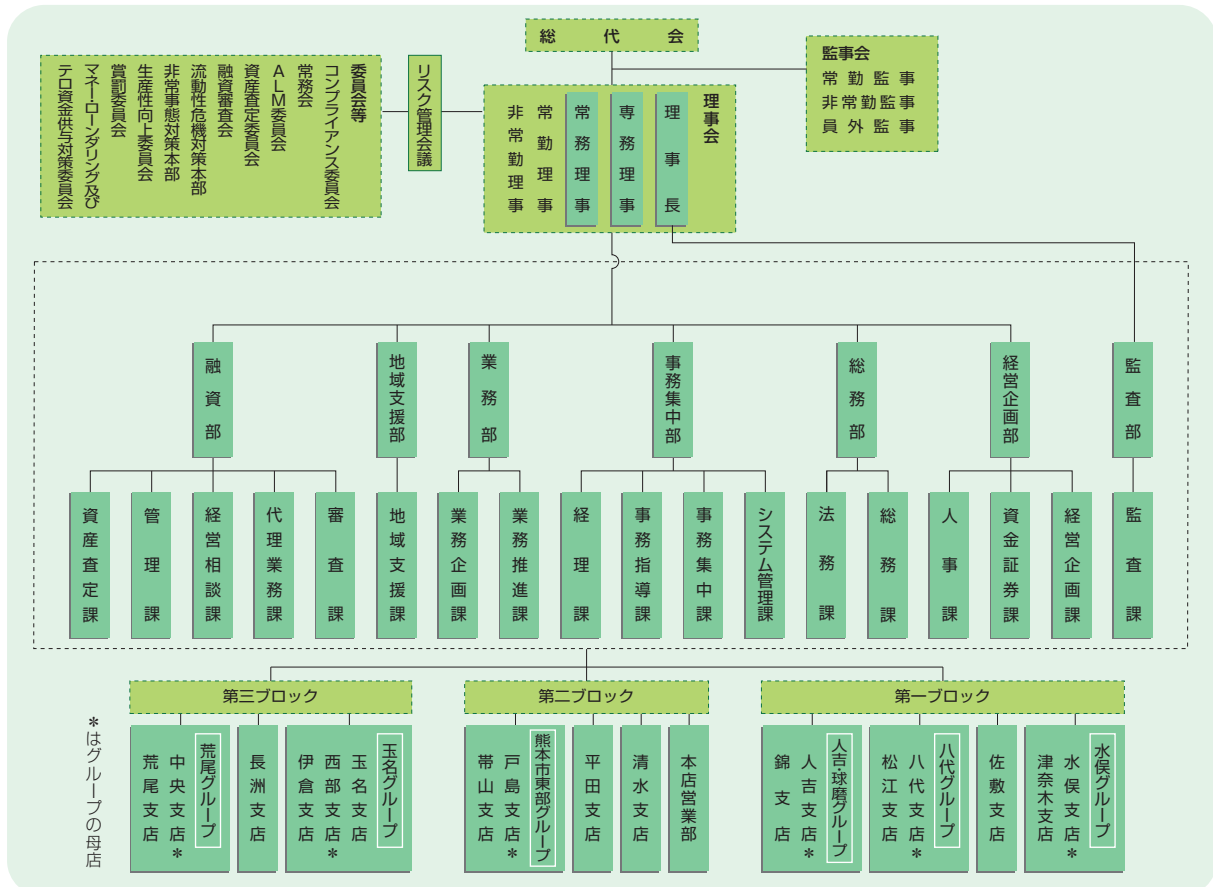 総代会
監事会
常勤監事
非常勤監事
員外監事
理事会
理事長
専務理事
常務理事
常勤理事
非常勤理事
リスク管理会議
委員会等
コンプライアンス委員会
常務会
ALM委員会
資産査定委員会
融資審査会
流動性危機対策本部
非常事態対策本部
生産性向上委員会
賞罰委員会
マネー・ローンダリング及び
テロ資金供与対策委員会
監査部
経営企画部
総務部
事務集中部
業務部
地域支援部
融資部
監査課
経営企画課
資金証券課
人事課
総務課
法務課
システム管理課
事務集中課
事務指導課
経理課
業務推進課
業務企画課
地域支援課
審査課
代理業務課
経営相談課
管理課
資産査定課
第一ブロック
水俣グループ
水俣支店*
津奈木支店
佐敷支店
八代グループ
八代支店*
松江支店
人吉・球磨グループ
人吉支店*
錦支店
第二ブロック
本店営業部
清水支店
平田支店
熊本市東部グループ
戸島支店*
帯山支店
第三ブロック
玉名グループ
玉名支店
西部支店*
伊倉支店
長洲支店
荒尾グループ
中央支店*
荒尾支店
*はグループの母店